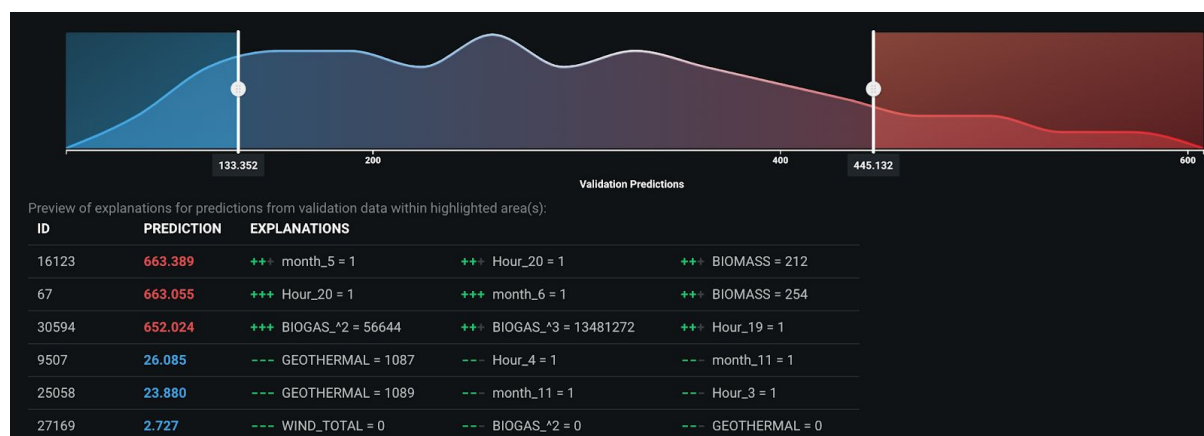 200 400 600
133.352 445.132
Validation Predictions
Preview of explanations for predictions from validation data within highlighted area(s):
ID PREDICTION EXPLANATIONS
16123 663.389 +++ month_5 = 1 +++ Hour_20 = 1 +++ BIOMASS = 212
67 663.055 +++ Hour_20 = 1 +++ month_6 = 1 +++ BIOMASS = 254
30594 652.024 +++ BIOGAS_^2 = 56644 +++ BIOGAS_^3 = 13481272 +++ Hour_19 = 1
9507 26.085 --- GEOTHERMAL = 1087 --- Hour_4 = 1 --- month_11 = 1
25058 23.880 --- GEOTHERMAL = 1089 --- month_11 = 1 --- Hour_3 = 1
27169 2.727 --- WIND_TOTAL = 0 --- BIOGAS_^2 = 0 --- GEOTHERMAL = 0